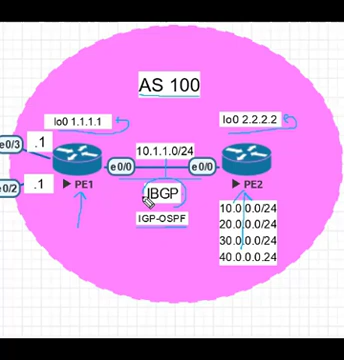 AS 100
lo0 1.1.1.1
lo0 2.2.2.2
e0/3
.1
10.1.1.0/24
e0/0
e0/0
e0/2
.1
PE1
IBGP
PE2
IGP-OSPF
10.0.0.0/24
20.0.0.0/24
30.0.0.0/24
40.0.0.0.24